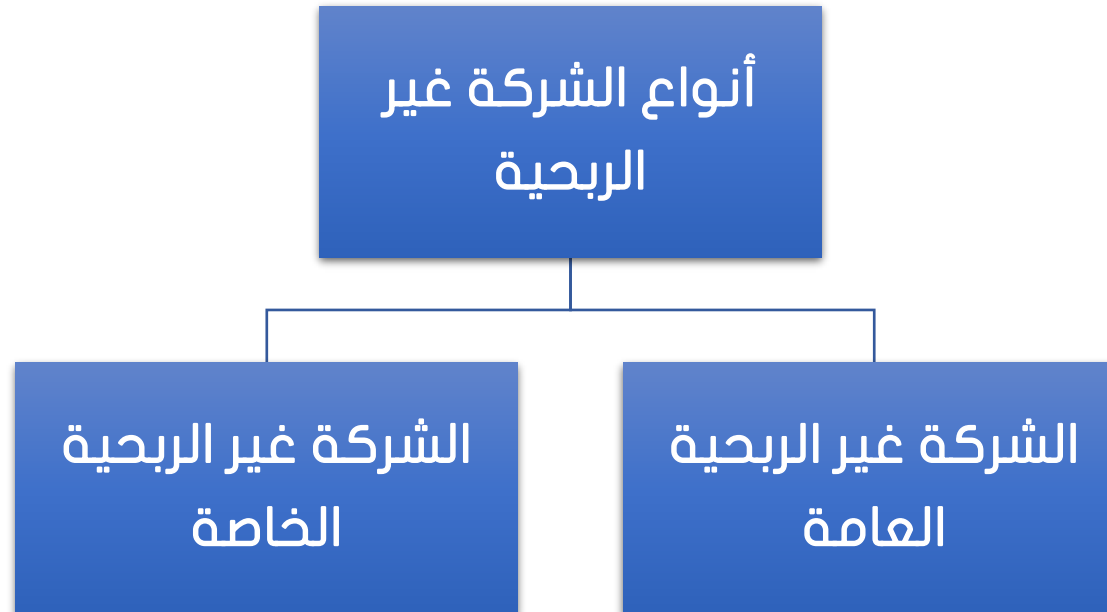 أنواع الشركة غير
الربحية
الشركة غير الربحية
العامة
الشركة غير الربحية
الخاصة